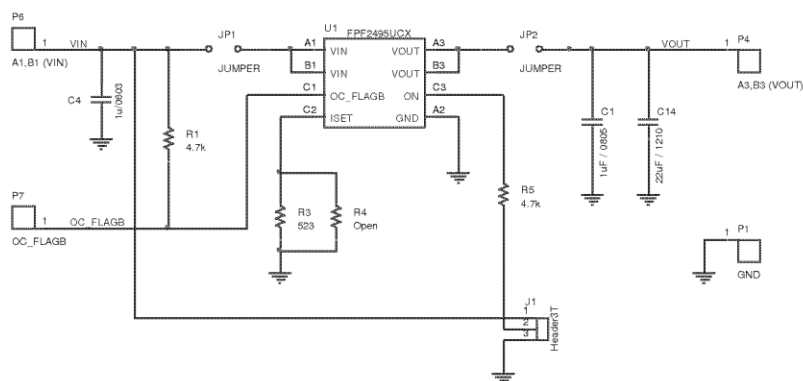 P6
1
VIN
A1,B1 (VIN)
JP1
JUMPER
U1
FPF2495UCX
A1
VIN
VOUT
A3
B1
VIN
VOUT
B3
C1
OC_FLAGB
ON
C3
C2
ISET
GND
A2
JP2
JUMPER
VOUT
1
P4
A3,B3 (VOUT)
C4
1u/0603
R1
4.7k
C1
1uF / 0805
C14
22uF / 1210
P7
1
OC_FLAGB
OC_FLAGB
R3
523
R4
Open
R5
4.7k
P1
1
GND
J1
1
2
3
Header3T